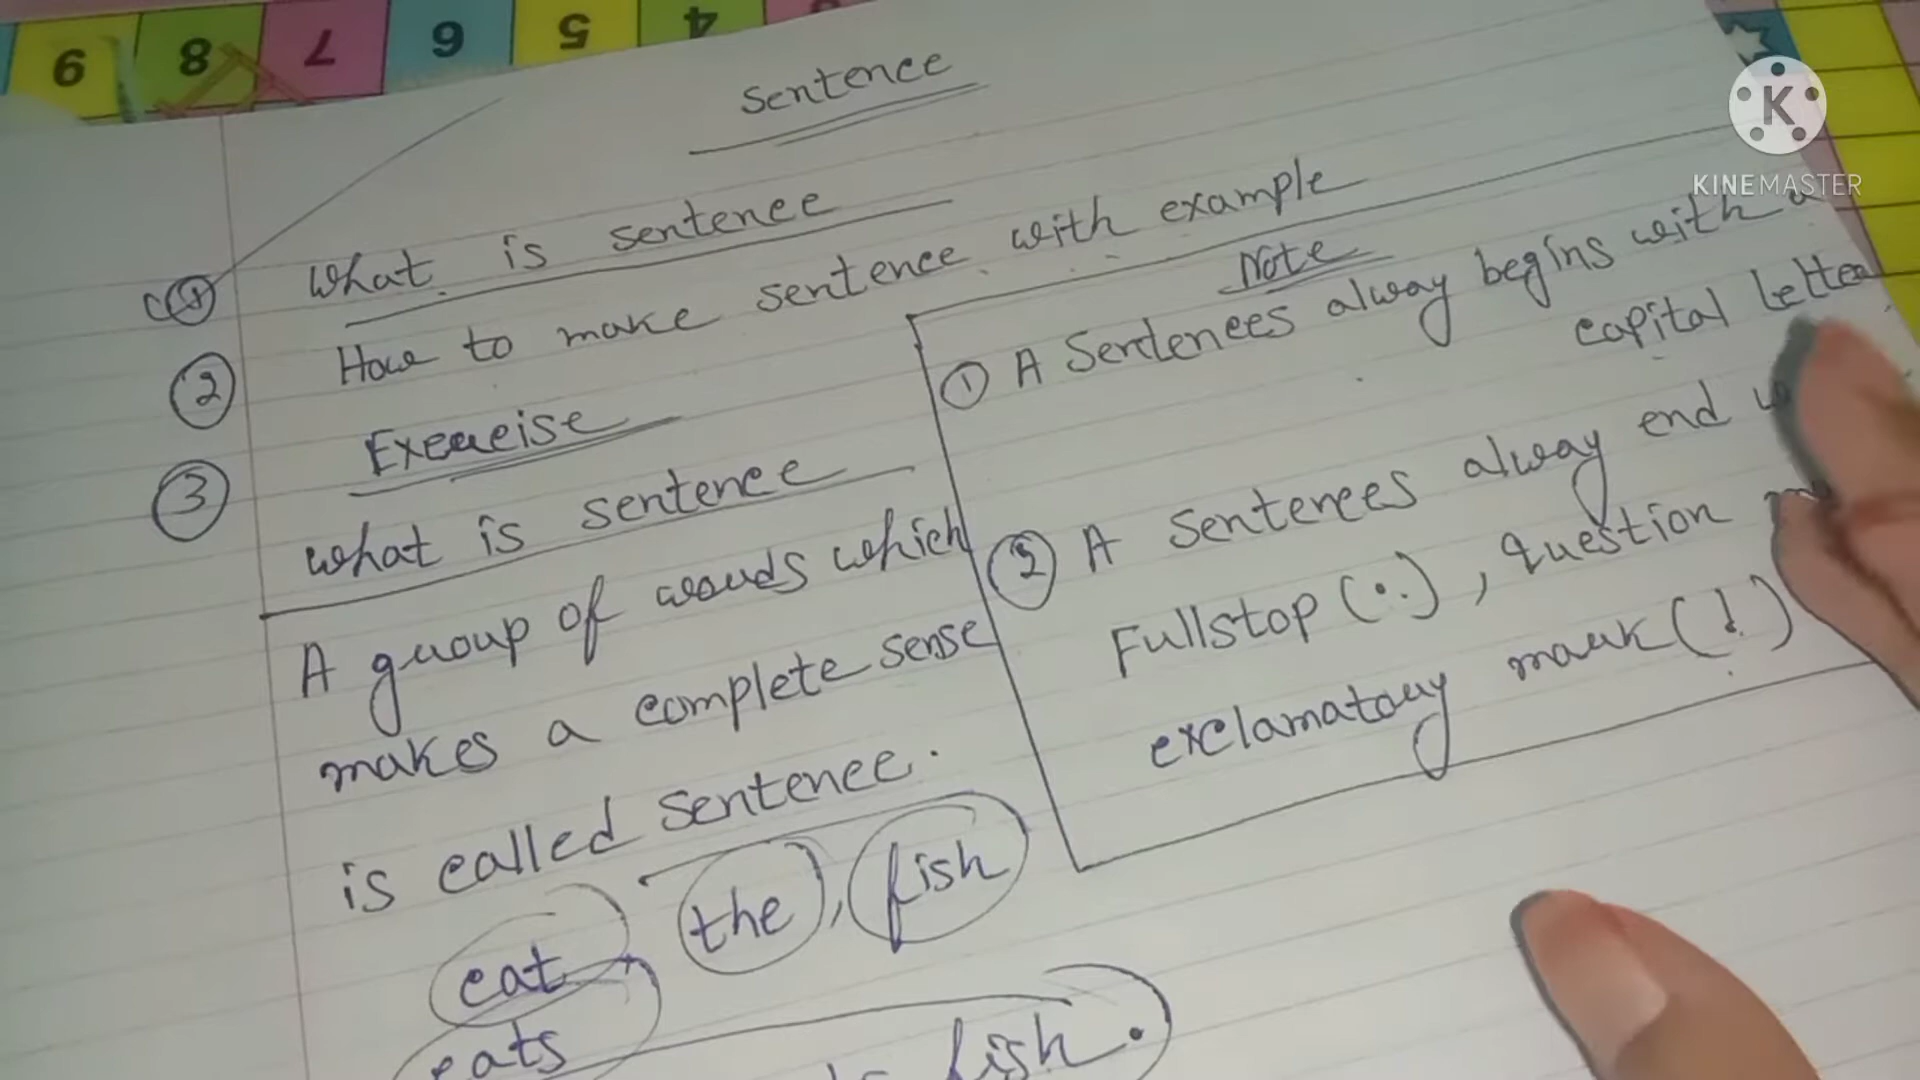 9 8 7 6 5 4
Sentence
KINEMASTER
(1) What is sentence
(2) How to make sentence with example
(3) Exercise
what is sentence
A group of words which
makes a complete sense
is called sentence.
cat, the, fish
eats
fish.
Note
(1) A Sentences alway begins with a
capital letter
(2) A Sentences alway end
Fullstop (.), question
exclamatory mark (!)